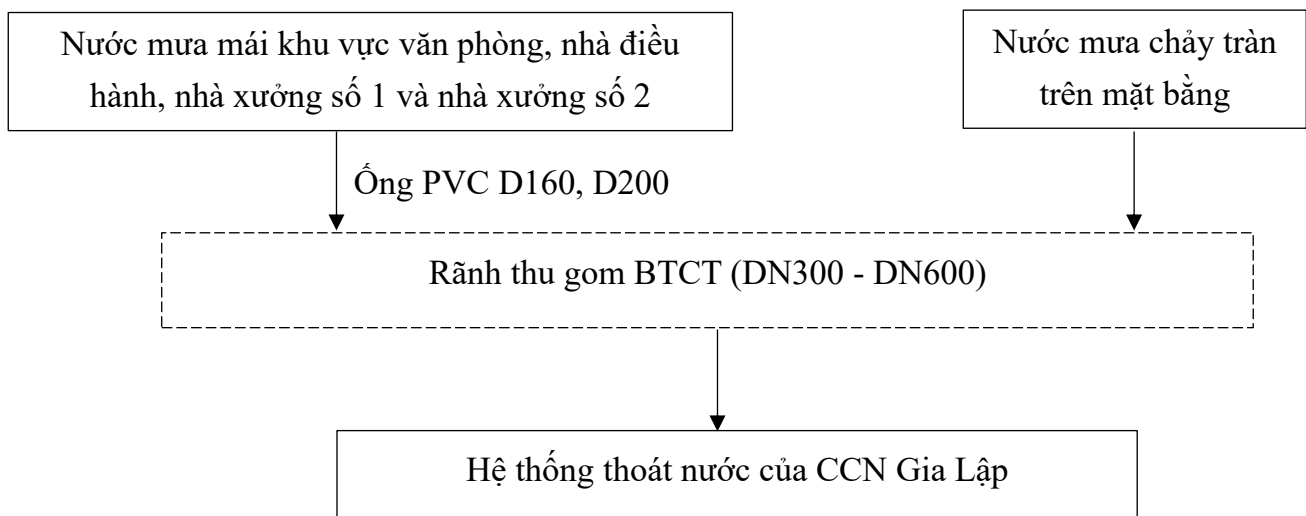 Nước mưa mái khu vực văn phòng, nhà điều
hành, nhà xưởng số 1 và nhà xưởng số 2
Nước mưa chảy tràn
trên mặt bằng
Ống PVC D160, D200
Rãnh thu gom BTCT (DN300 - DN600)
Hệ thống thoát nước của CCN Gia Lập